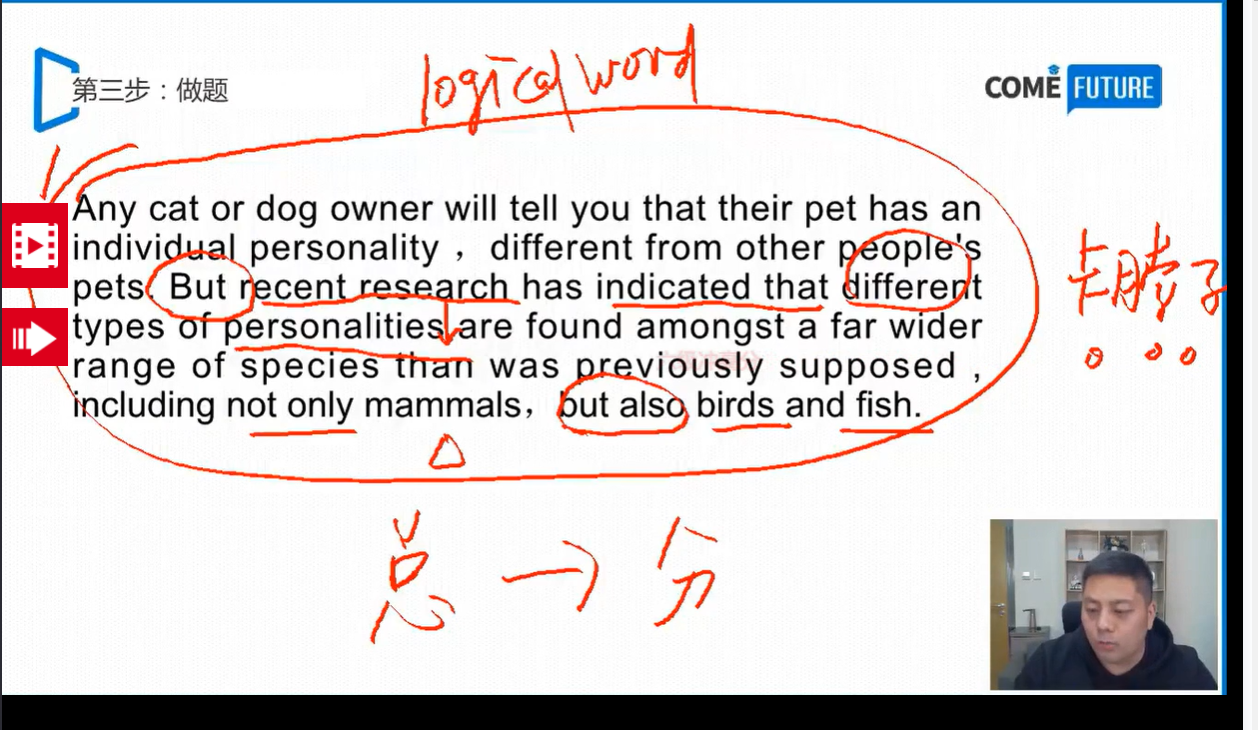 logical word
第三步：做题
COME FUTURE
Any cat or dog owner will tell you that their pet has an
individual personality，different from other people's
pets. But recent research has indicated that different
types of personalities are found amongst a far wider
range of species than was previously supposed ,
including not only mammals，but also birds and fish.
卡脖子
总→分